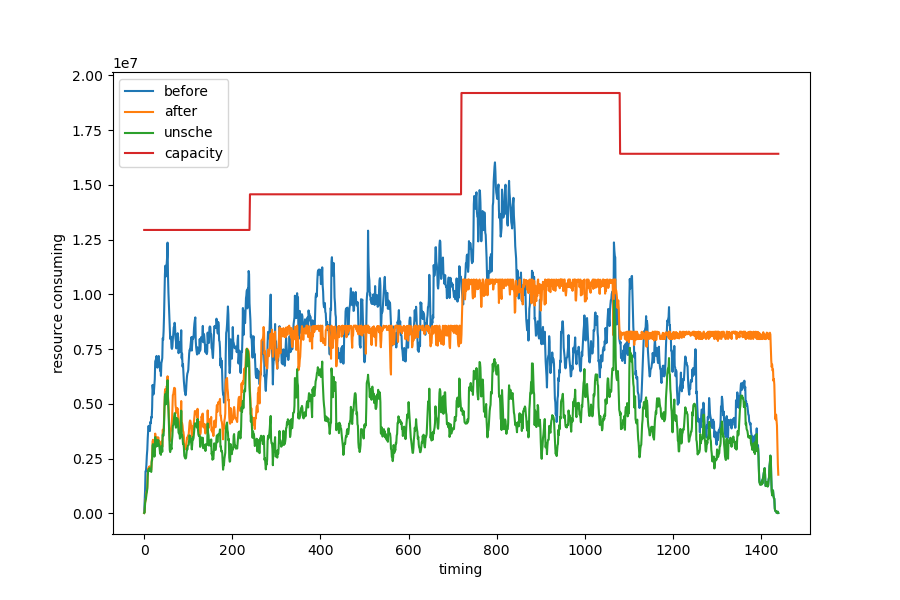 1e7
2.00
1.75
1.50
1.25
1.00
0.75
0.50
0.25
0.00
resource consuming
before
after
unsche
capacity
0 200 400 600 800 1000 1200 1400
timing